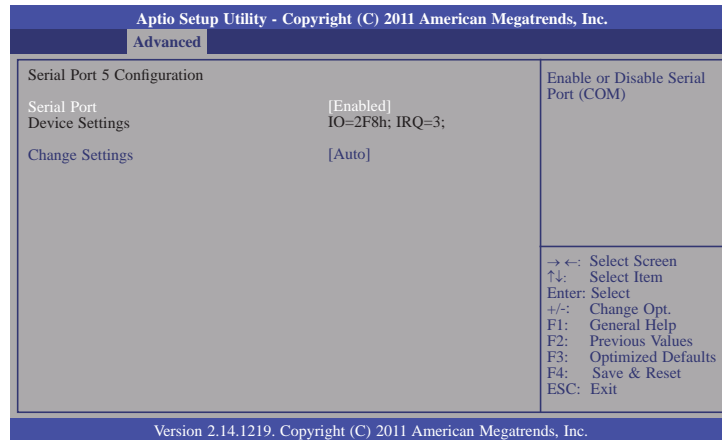 Aptio Setup Utility - Copyright (C) 2011 American Megatrends, Inc.
Advanced
Serial Port 5 Configuration
Serial Port [Enabled]
Device Settings IO=2F8h; IRQ=3;
Change Settings [Auto]
Enable or Disable Serial
Port (COM)
→←: Select Screen
↑↓: Select Item
Enter: Select
+/-: Change Opt.
F1: General Help
F2: Previous Values
F3: Optimized Defaults
F4: Save & Reset
ESC: Exit
Version 2.14.1219. Copyright (C) 2011 American Megatrends, Inc.